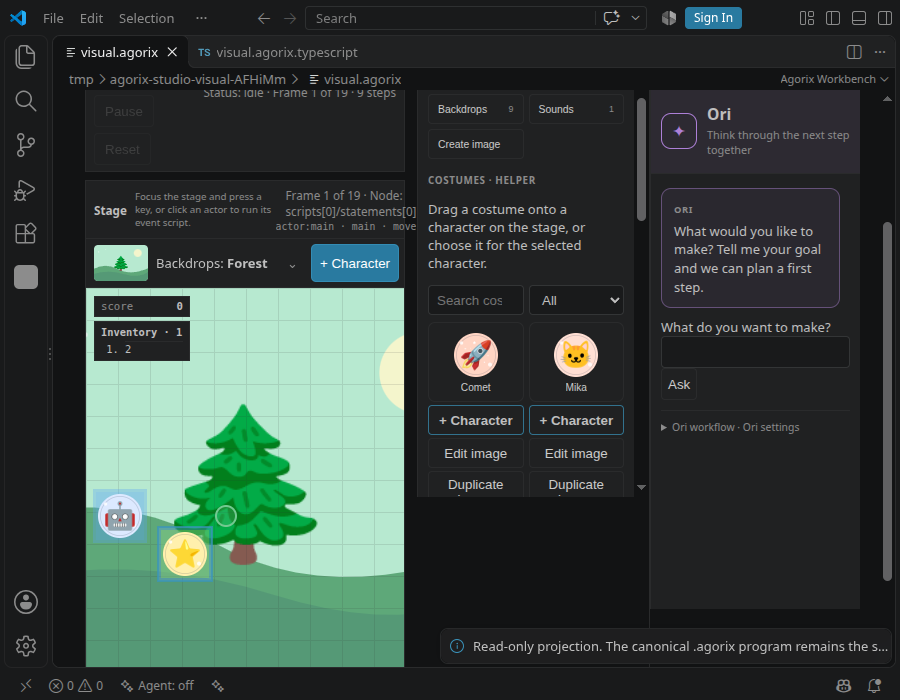 File Edit Selection ··· Search Sign In
visual.agorix TS visual.agorix.typescript ···
tmp > agorix-studio-visual-AFHiMm > visual.agorix Agorix Workbench
Status: Idle · Frame 1 of 19 · 9 steps
Pause
Reset
Stage
Focus the stage and press a
key, or click an actor to run its
event script.
Frame 1 of 19 · Node:
scripts[0]/statements[0]
actor:main · main · move
Backdrops: Forest
+ Character
score 0
Inventory · 1
1. 2
Backdrops 9
Sounds 1
Create image
COSTUMES · HELPER
Drag a costume onto a
character on the stage, or
choose it for the selected
character.
Search cos
All
Comet
Mika
+ Character
+ Character
Edit image
Edit image
Duplicate
Duplicate
Ori
Think through the next step
together
ORI
What would you like to
make? Tell me your goal
and we can plan a first
step.
What do you want to make?
Ask
Ori workflow · Ori settings
Read-only projection. The canonical .agorix program remains the s...
0 0 Agent: off